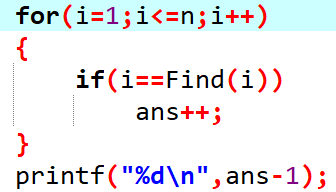 for(i=1;i<=n;i++)
{
    if(i==Find(i))
        ans++;
}
printf("%d\n",ans-1);